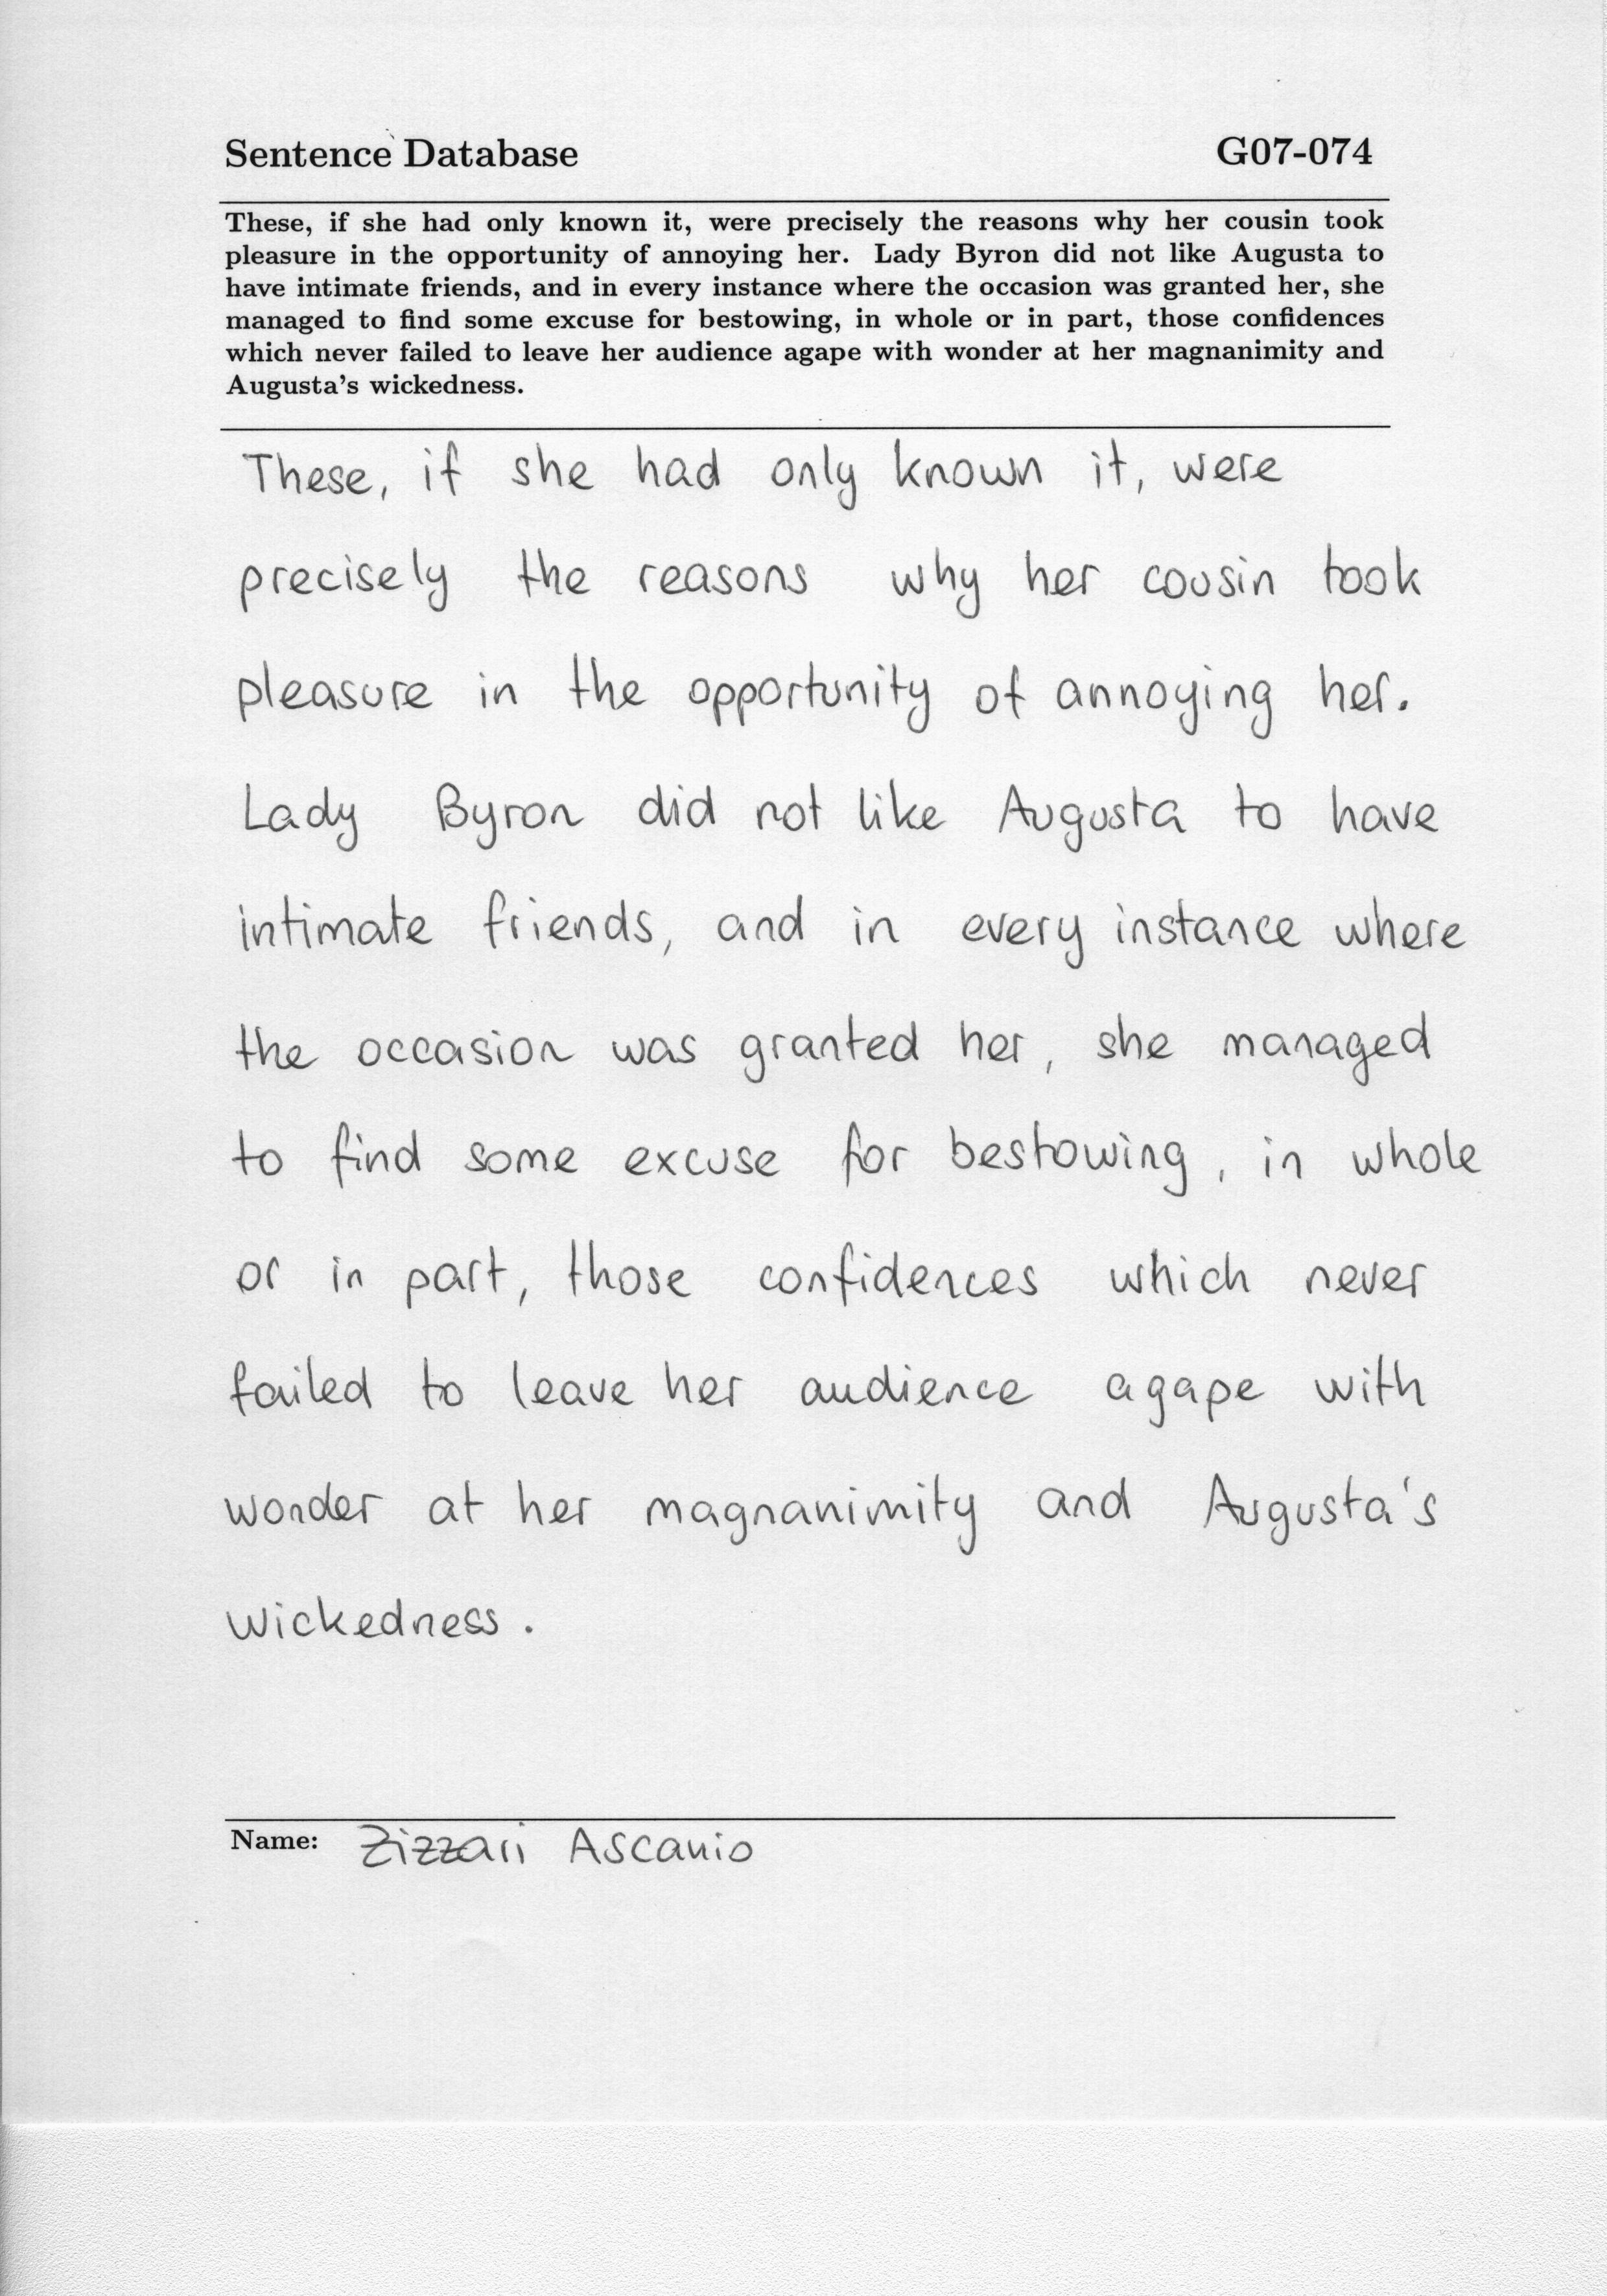 Sentence Database G07-074
These, if she had only known it, were precisely the reasons why her cousin took
pleasure in the opportunity of annoying her. Lady Byron did not like Augusta to
have intimate friends, and in every instance where the occasion was granted her, she
managed to find some excuse for bestowing, in whole or in part, those confidences
which never failed to leave her audience agape with wonder at her magnanimity and
Augusta's wickedness.
These, if she had only known it, were
precisely the reasons why her cousin took
pleasure in the opportunity of annoying her.
Lady Byron did not like Augusta to have
intimate friends, and in every instance where
the occasion was granted her, she managed
to find some excuse for bestowing, in whole
or in part, those confidences which never
failed to leave her audience agape with
wonder at her magnanimity and Augusta's
wickedness.
Name: Zizzari Ascanio